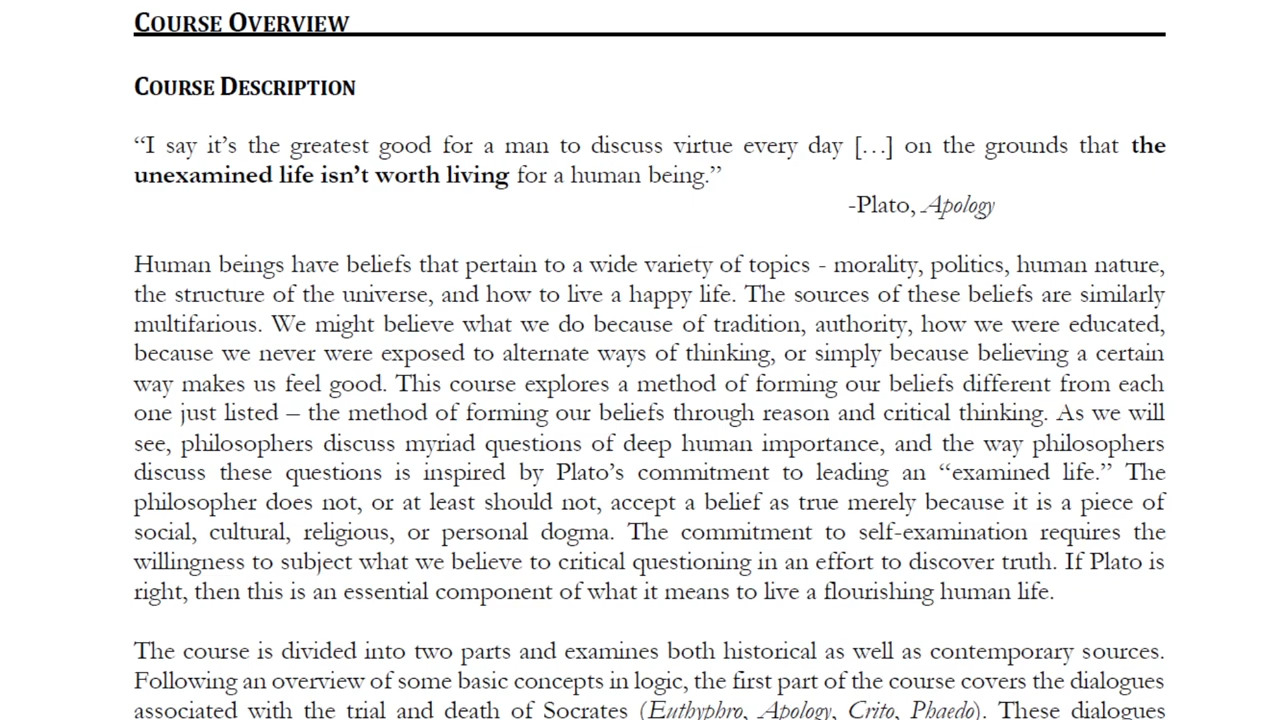 COURSE OVERVIEW
COURSE DESCRIPTION
“I say it’s the greatest good for a man to discuss virtue every day […] on the grounds that the
unexamined life isn’t worth living for a human being.”
-Plato, Apology
Human beings have beliefs that pertain to a wide variety of topics - morality, politics, human nature,
the structure of the universe, and how to live a happy life. The sources of these beliefs are similarly
multifarious. We might believe what we do because of tradition, authority, how we were educated,
because we never were exposed to alternate ways of thinking, or simply because believing a certain
way makes us feel good. This course explores a method of forming our beliefs different from each
one just listed – the method of forming our beliefs through reason and critical thinking. As we will
see, philosophers discuss myriad questions of deep human importance, and the way philosophers
discuss these questions is inspired by Plato’s commitment to leading an “examined life.” The
philosopher does not, or at least should not, accept a belief as true merely because it is a piece of
social, cultural, religious, or personal dogma. The commitment to self-examination requires the
willingness to subject what we believe to critical questioning in an effort to discover truth. If Plato is
right, then this is an essential component of what it means to live a flourishing human life.
The course is divided into two parts and examines both historical as well as contemporary sources.
Following an overview of some basic concepts in logic, the first part of the course covers the dialogues
associated with the trial and death of Socrates (Euthyphro, Apology, Crito, Phaedo). These dialogues